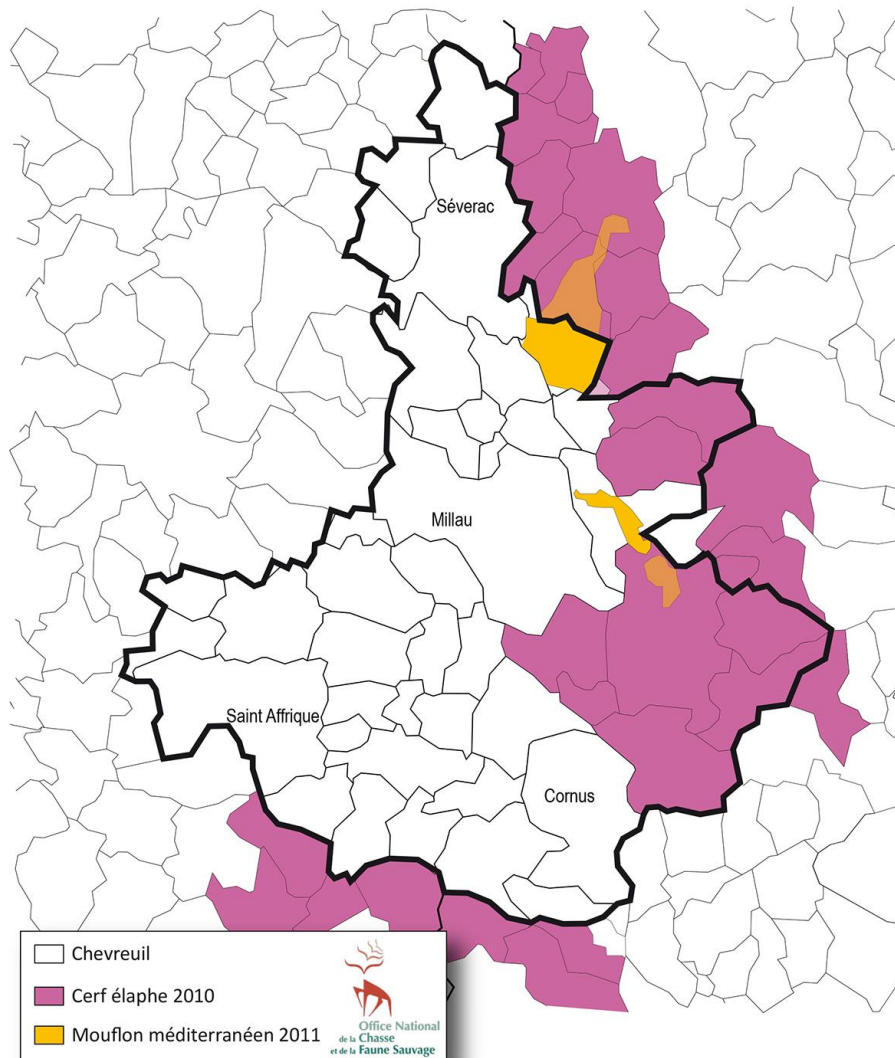 Séverac
Millau
Saint Affrique
Cornus
Chevreuil
Cerf élaphe 2010
Mouflon méditerranéen 2011
Office National
de la Chasse
et de la Faune Sauvage